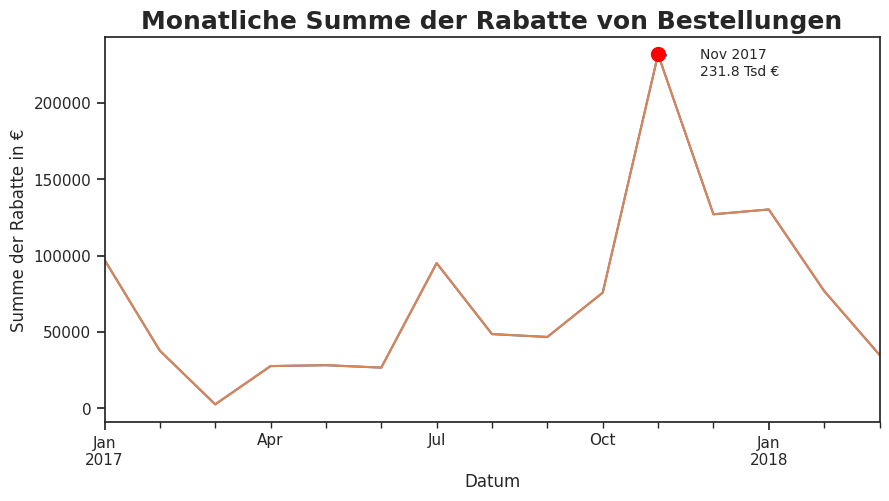 Monatliche Summe der Rabatte von Bestellungen
Nov 2017
231.8 Tsd €
Summe der Rabatte in €
200000
150000
100000
50000
0
Jan
2017
Apr
Jul
Oct
Jan
2018
Datum